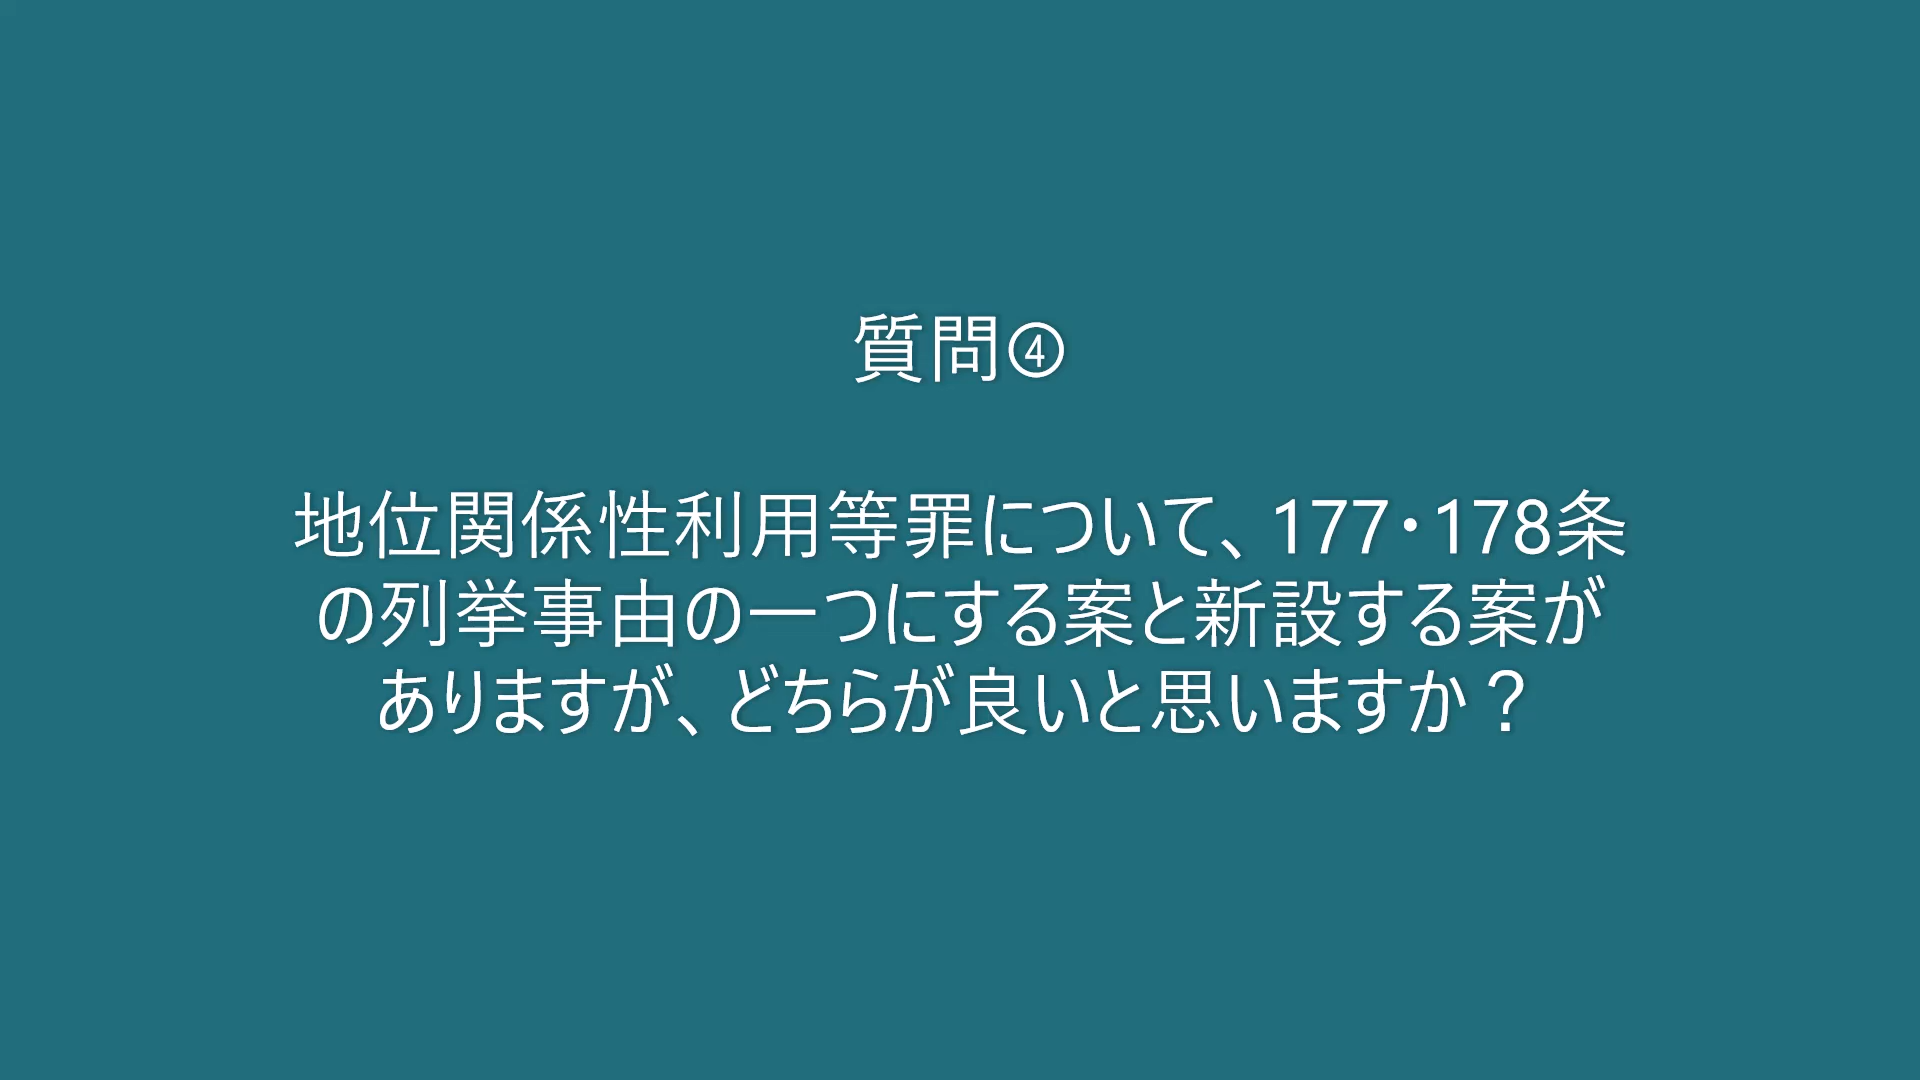 質問④
地位関係性利用等罪について、177・178条
の列挙事由の一つにする案と新設する案が
ありますが、どちらが良いと思いますか？